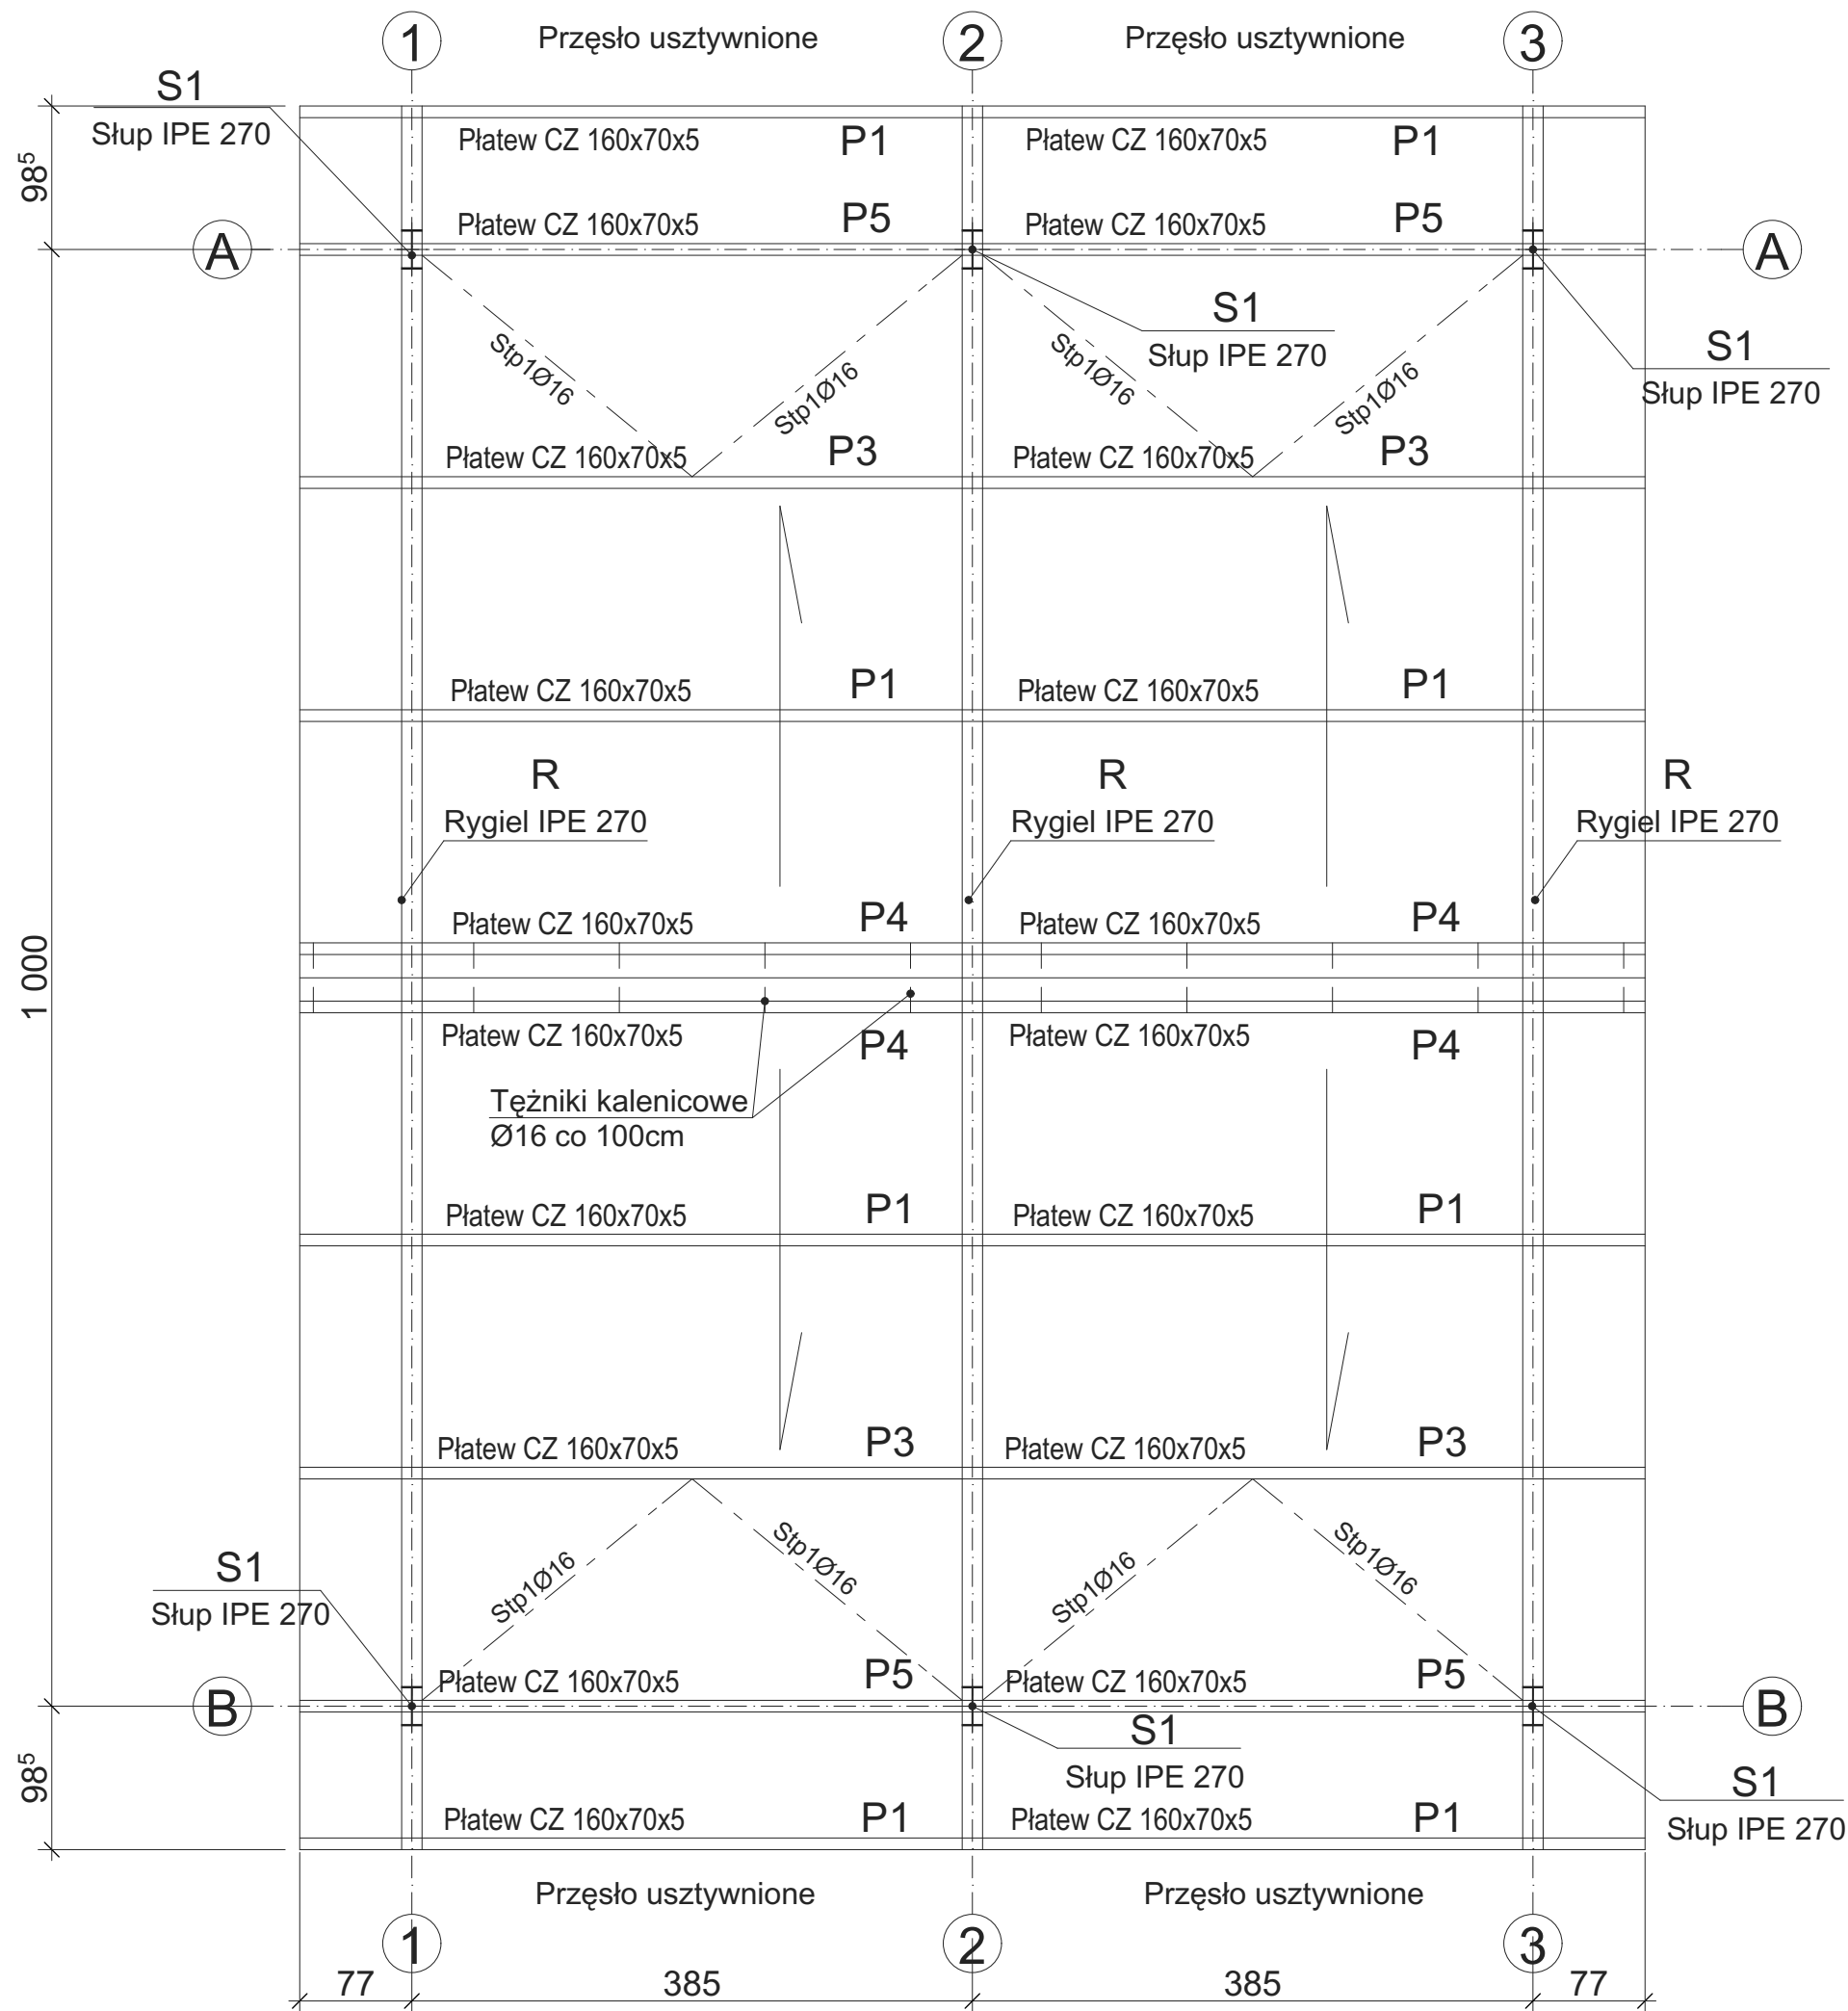 1 Przęsło usztywnione 2 Przęsło usztywnione 3
S1
Słup IPE 270
Płatew CZ 160x70x5 P1 Płatew CZ 160x70x5 P1
98⁵
Płatew CZ 160x70x5 P5 Płatew CZ 160x70x5 P5
A A
S1
Słup IPE 270
S1
Słup IPE 270
Stp1Ø16 Stp1Ø16 Stp1Ø16 Stp1Ø16
Płatew CZ 160x70x5 P3 Płatew CZ 160x70x5 P3
Płatew CZ 160x70x5 P1 Płatew CZ 160x70x5 P1
R R R
Rygiel IPE 270 Rygiel IPE 270 Rygiel IPE 270
Płatew CZ 160x70x5 P4 Płatew CZ 160x70x5 P4
1 000
Płatew CZ 160x70x5 P4 Płatew CZ 160x70x5 P4
Tężniki kalenicowe
Ø16 co 100cm
Płatew CZ 160x70x5 P1 Płatew CZ 160x70x5 P1
Płatew CZ 160x70x5 P3 Płatew CZ 160x70x5 P3
Stp1Ø16 Stp1Ø16 Stp1Ø16 Stp1Ø16
S1
Słup IPE 270
Płatew CZ 160x70x5 P5 Płatew CZ 160x70x5 P5
B B
S1
Słup IPE 270
S1
Słup IPE 270
98⁵
Płatew CZ 160x70x5 P1 Płatew CZ 160x70x5 P1
Przęsło usztywnione Przęsło usztywnione
1 2 3
77 385 385 77